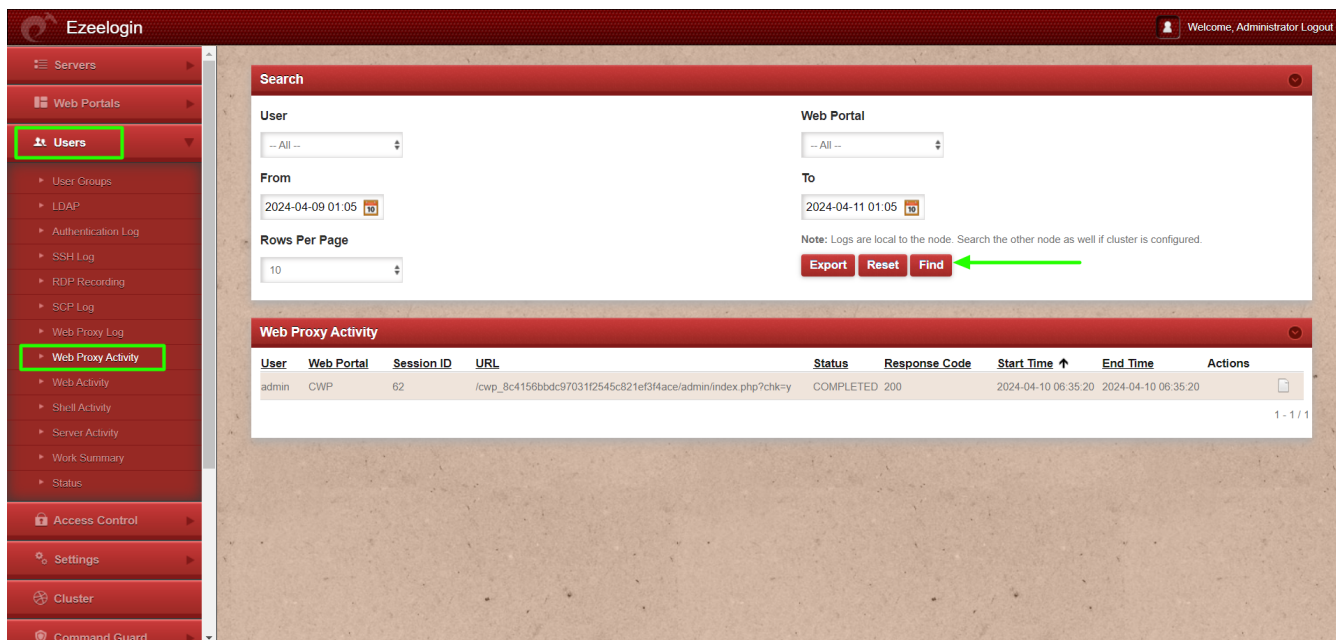 Ezeelogin
Welcome, Administrator Logout
Servers
Web Portals
Users
User Groups
LDAP
Authentication Log
SSH Log
RDP Recording
SCP Log
Web Proxy Log
Web Proxy Activity
Web Activity
Shell Activity
Server Activity
Work Summary
Status
Access Control
Settings
Cluster
Command Guard
Search
User Web Portal
-- All -- -- All --
From To
2024-04-09 01:05 10 2024-04-11 01:05 10
Rows Per Page Note: Logs are local to the node. Search the other node as well if cluster is configured.
10 Export Reset Find
Web Proxy Activity
User Web Portal Session ID URL Status Response Code Start Time ↑ End Time Actions
admin CWP 62 /cwp_8c4156bbdc97031f2545c821ef3f4ace/admin/index.php?chk=y COMPLETED 200 2024-04-10 06:35:20 2024-04-10 06:35:20
1 - 1 / 1